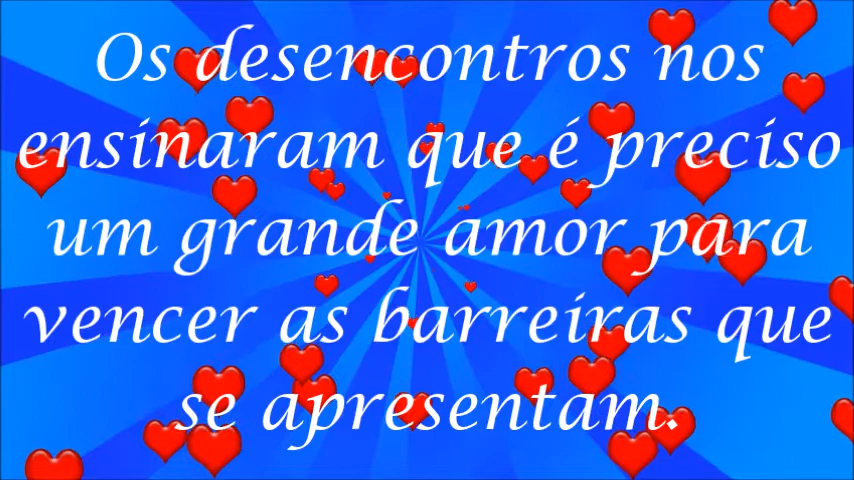 Os desencontros nos
ensinaram que é preciso
um grande amor para
vencer as barreiras que
se apresentam.